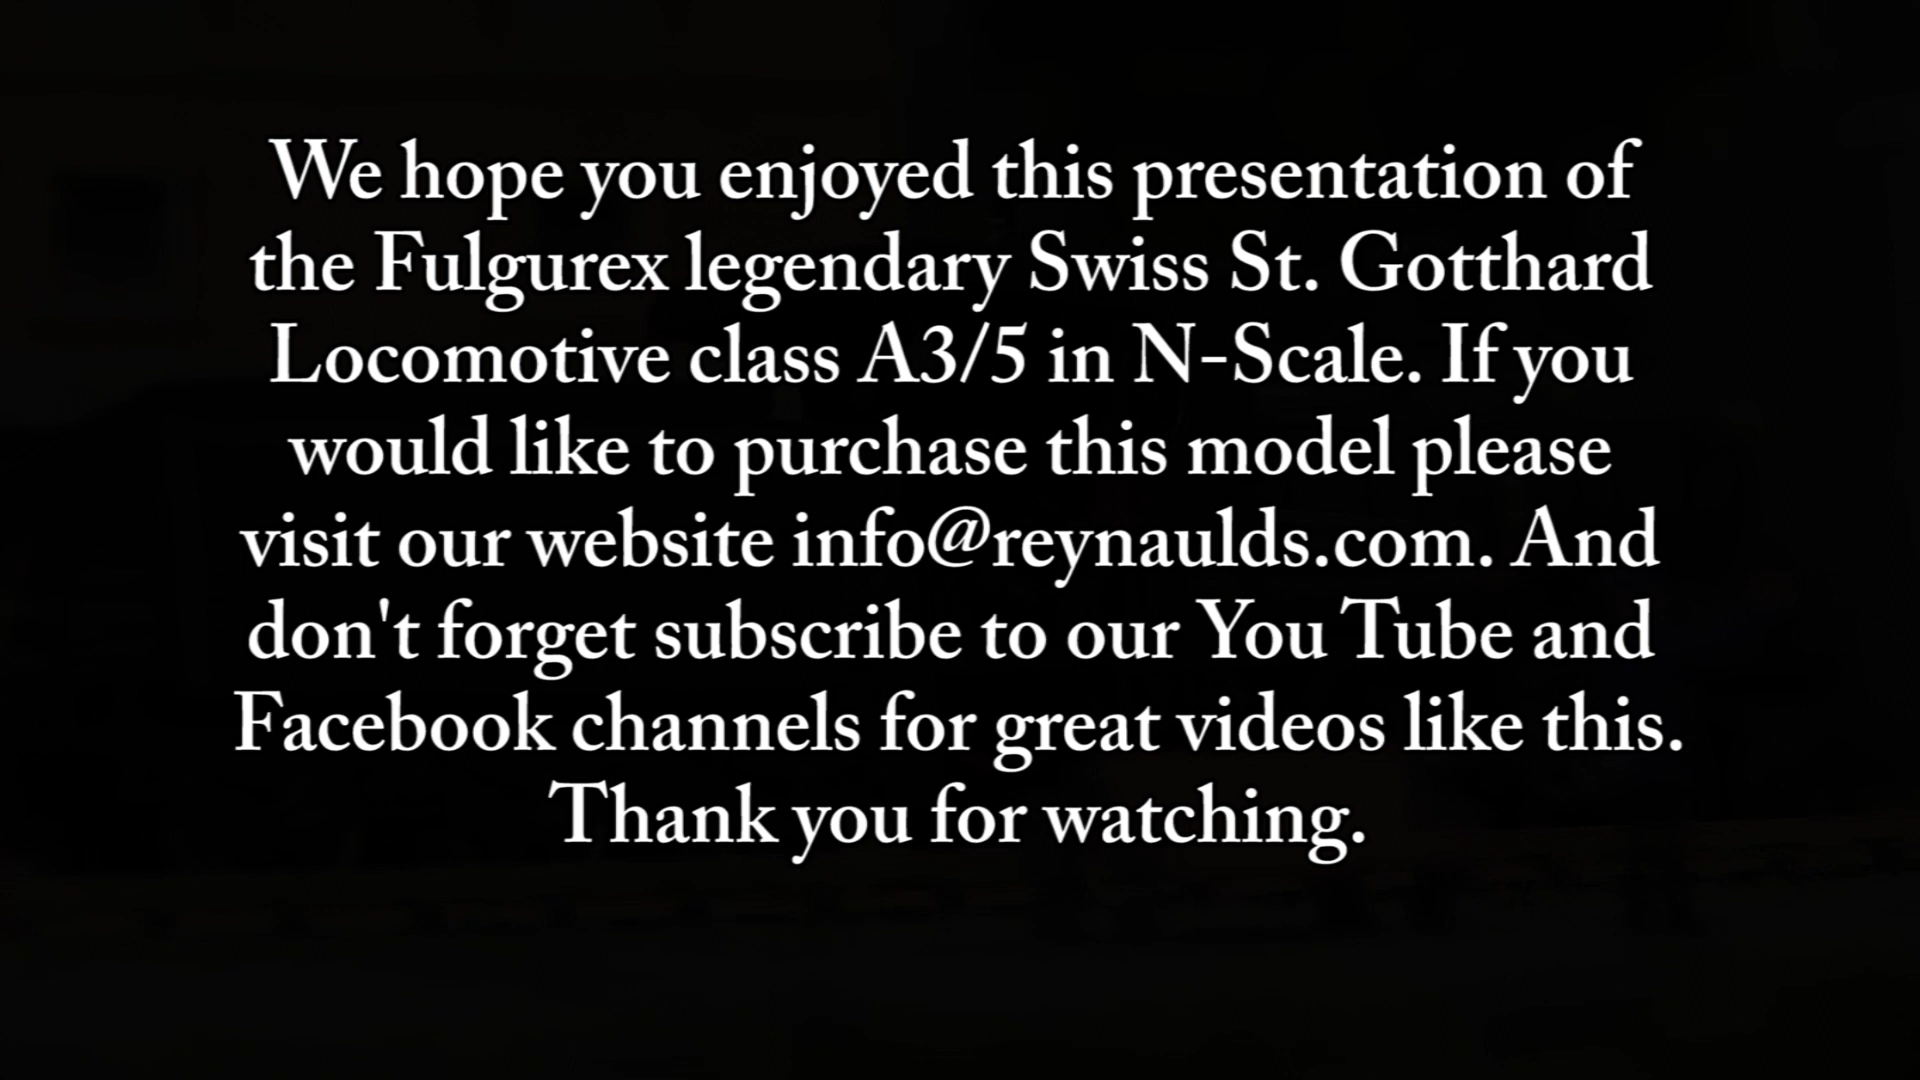 We hope you enjoyed this presentation of
the Fulgurex legendary Swiss St. Gotthard
Locomotive class A3/5 in N-Scale. If you
would like to purchase this model please
visit our website info@reynaulds.com. And
don't forget subscribe to our You Tube and
Facebook channels for great videos like this.
Thank you for watching.